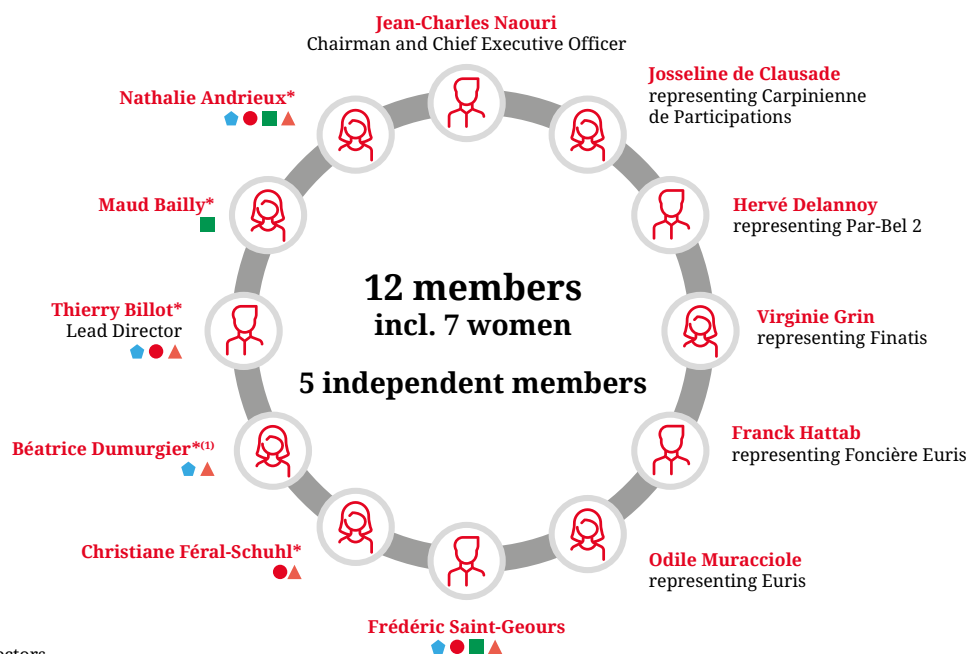 Jean-Charles Naouri
Chairman and Chief Executive Officer
Josseline de Clausade
representing Carpinienne
de Participations
Nathalie Andrieux*
Maud Bailly*
Hervé Delannoy
representing Par-Bel 2
12 members
incl. 7 women
5 independent members
Thierry Billot*
Lead Director
Virginie Grin
representing Finatis
Béatrice Dumurgier*(1)
Franck Hattab
representing Foncière Euris
Christiane Féral-Schuhl*
Odile Muracciole
representing Euris
Frédéric Saint-Geours